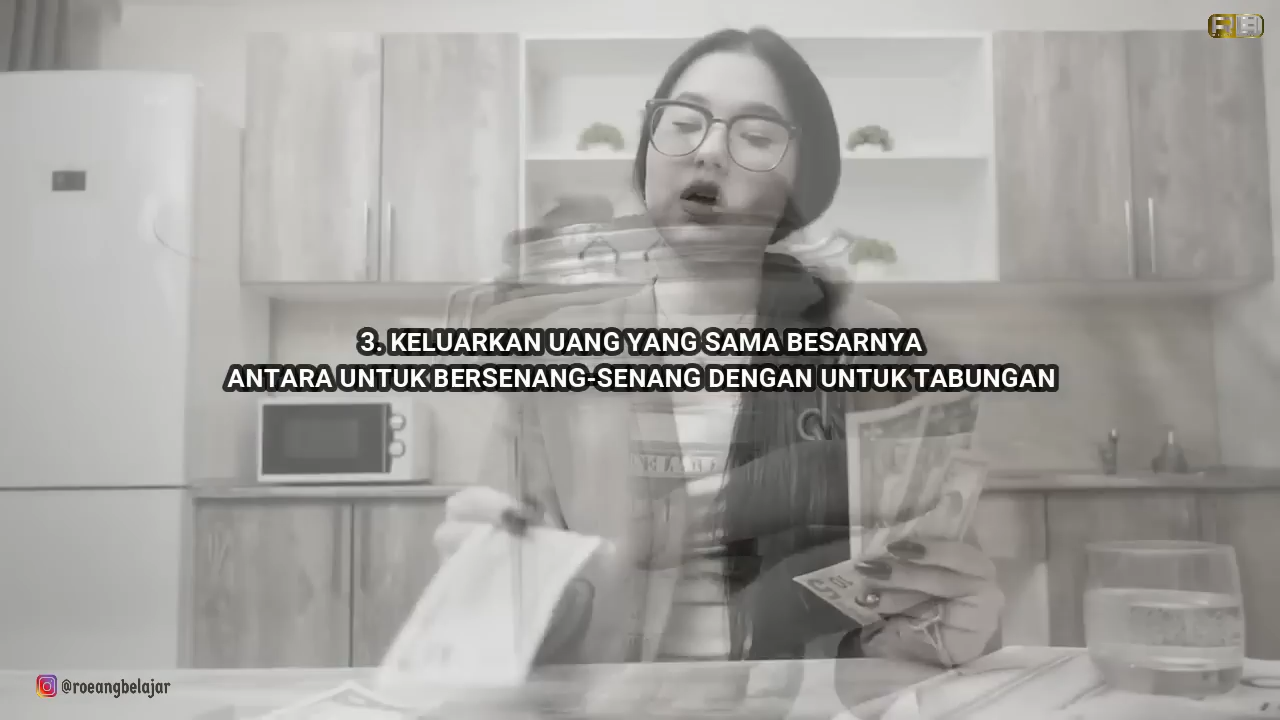 3. KELUARKAN UANG YANG SAMA BESARNYA
ANTARA UNTUK BERSENANG-SENANG DENGAN UNTUK TABUNGAN
@roeangbelajar